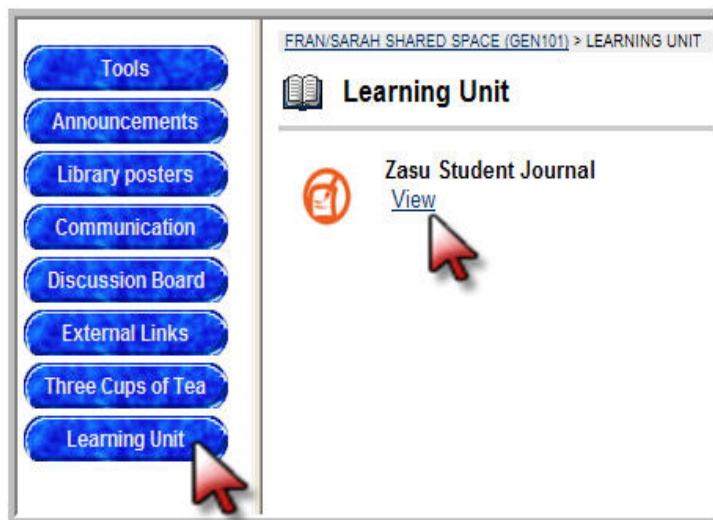 Tools
Announcements
Library posters
Communication
Discussion Board
External Links
Three Cups of Tea
Learning Unit
FRAN/SARAH SHARED SPACE (GEN101) > LEARNING UNIT
Learning Unit
Zasu Student Journal
View